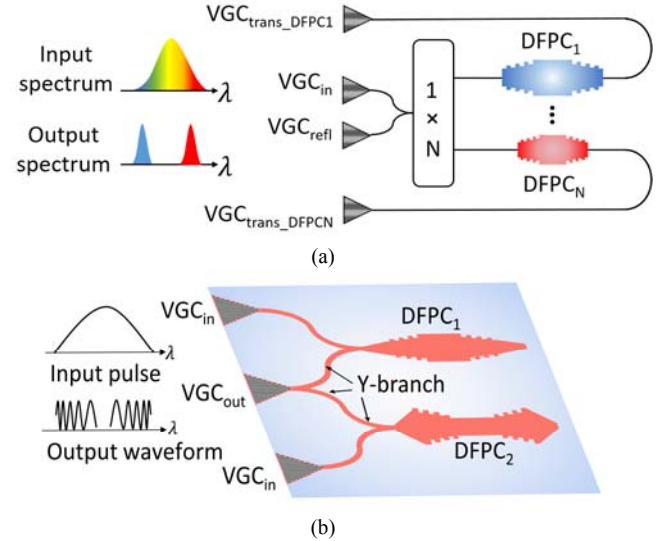 VGCtrans_DFPC1
Input
spectrum
λ
Output
spectrum
λ
VGCin
VGCrefl
1
×
N
DFPC1
...
DFPCN
VGCtrans_DFPCN
(a)
VGCin
λ
Input pulse
λ
Output waveform
VGCout
VGCin
DFPC1
Y-branch
DFPC2
(b)